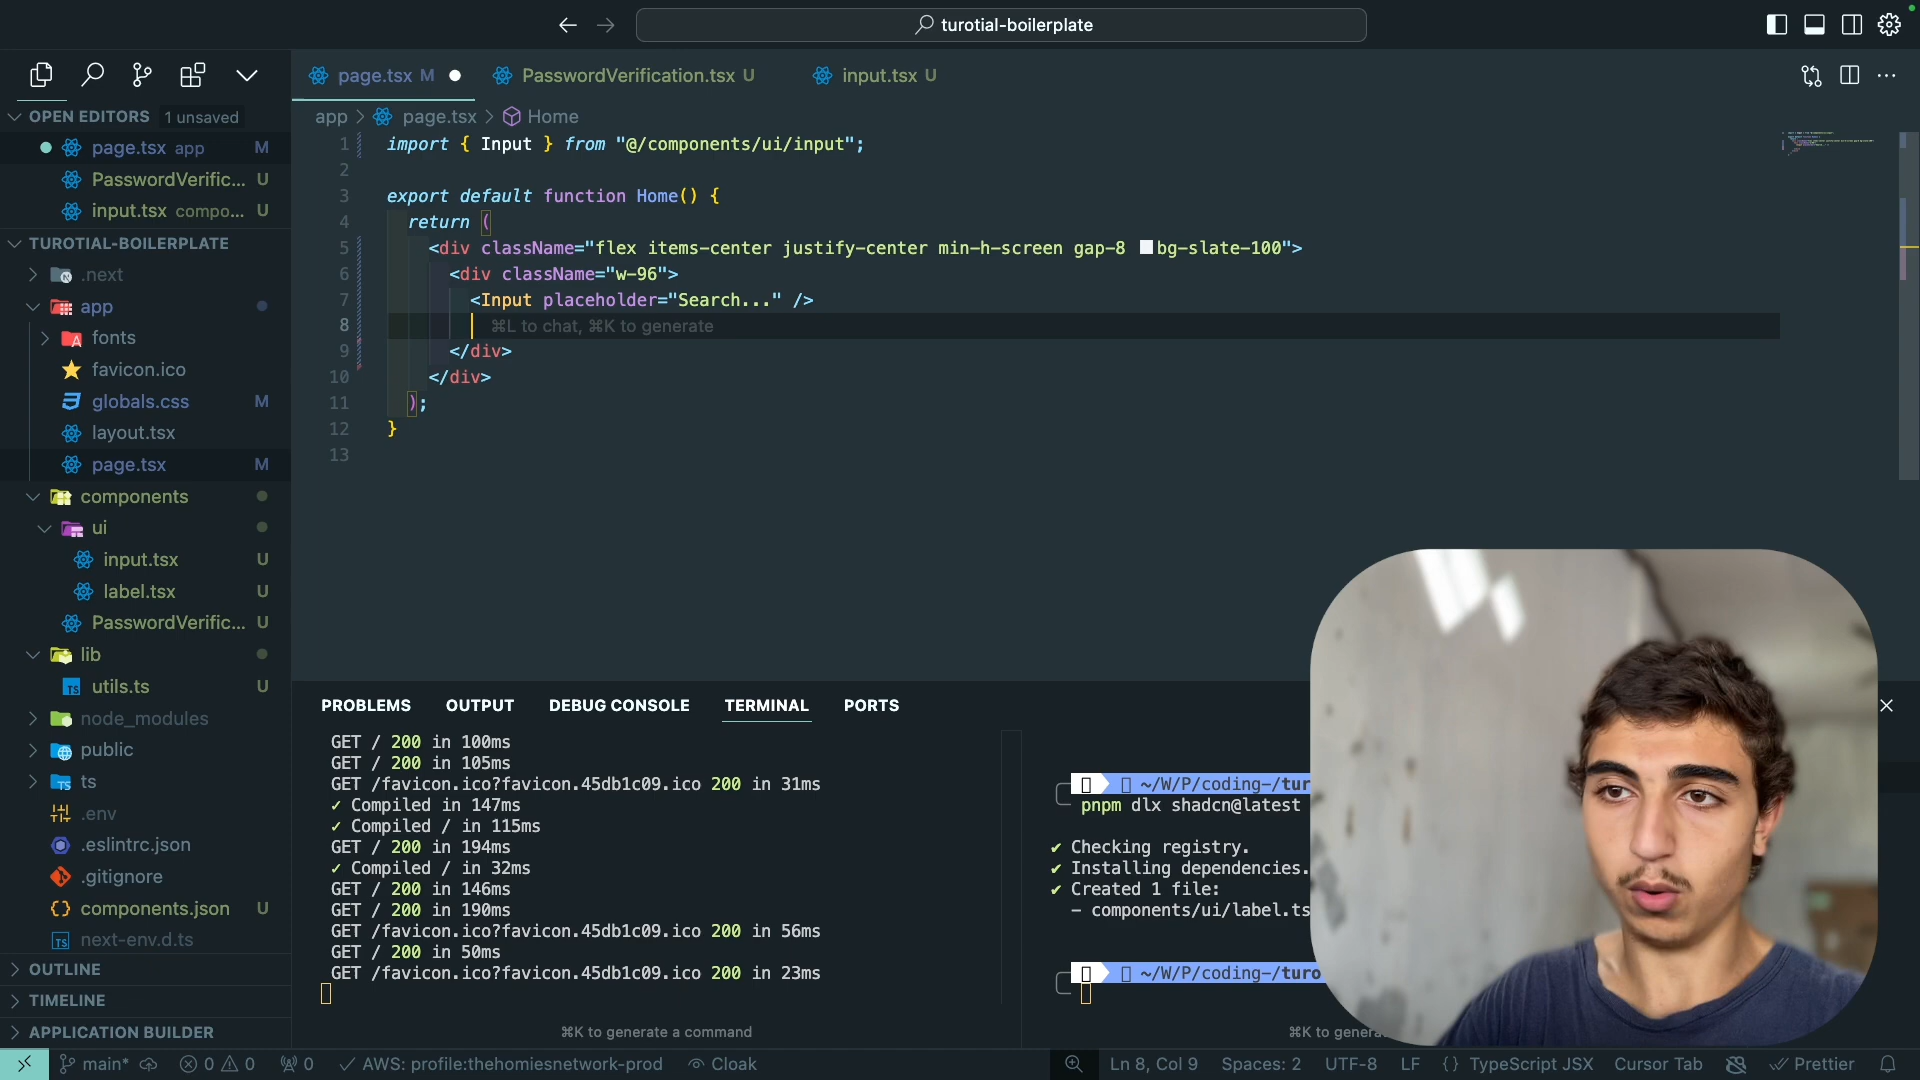 turotial-boilerplate
page.tsx M
PasswordVerification.tsx U
input.tsx U
OPEN EDITORS 1 unsaved
page.tsx app M
PasswordVerific... U
input.tsx compo... U
TUROTIAL-BOILERPLATE
.next
app
fonts
favicon.ico
globals.css M
layout.tsx
page.tsx M
components
ui
input.tsx U
label.tsx U
PasswordVerific... U
lib
utils.ts U
node_modules
public
ts
.env
.eslintrc.json
.gitignore
components.json U
next-env.d.ts
OUTLINE
TIMELINE
APPLICATION BUILDER
app > page.tsx > Home
1 import { Input } from "@/components/ui/input";
2
3 export default function Home() {
4 return (
5 <div className="flex items-center justify-center min-h-screen gap-8 bg-slate-100">
6 <div className="w-96">
7 <Input placeholder="Search..." />
8 ⌘L to chat, ⌘K to generate
9 </div>
10 </div>
11 );
12 }
13
PROBLEMS OUTPUT DEBUG CONSOLE TERMINAL PORTS
GET / 200 in 100ms
GET / 200 in 105ms
GET /favicon.ico?favicon.45db1c09.ico 200 in 31ms
✓ Compiled in 147ms
✓ Compiled / in 115ms
GET / 200 in 194ms
✓ Compiled / in 32ms
GET / 200 in 146ms
GET / 200 in 190ms
GET /favicon.ico?favicon.45db1c09.ico 200 in 56ms
GET / 200 in 50ms
GET /favicon.ico?favicon.45db1c09.ico 200 in 23ms
⌘K to generate a command
~/W/P/coding-/tur
pnpm dlx shadcn@latest
✔ Checking registry.
✔ Installing dependencies.
✔ Created 1 file:
– components/ui/label.ts
~/W/P/coding-/turo
⌘K to genera
main* 0 0 0 AWS: profile:thehomiesnetwork-prod Cloak
Ln 8, Col 9 Spaces: 2 UTF-8 LF {} TypeScript JSX Cursor Tab Prettier